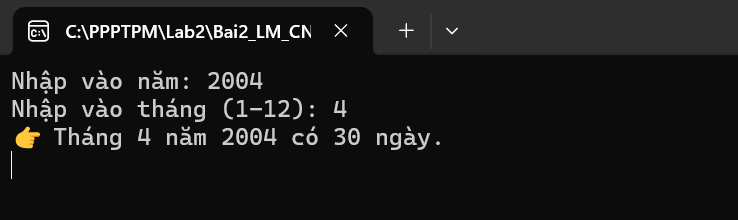 C:\PPPTPM\Lab2\Bai2_LM_CN
Nhập vào năm: 2004
Nhập vào tháng (1-12): 4
👉 Tháng 4 năm 2004 có 30 ngày.